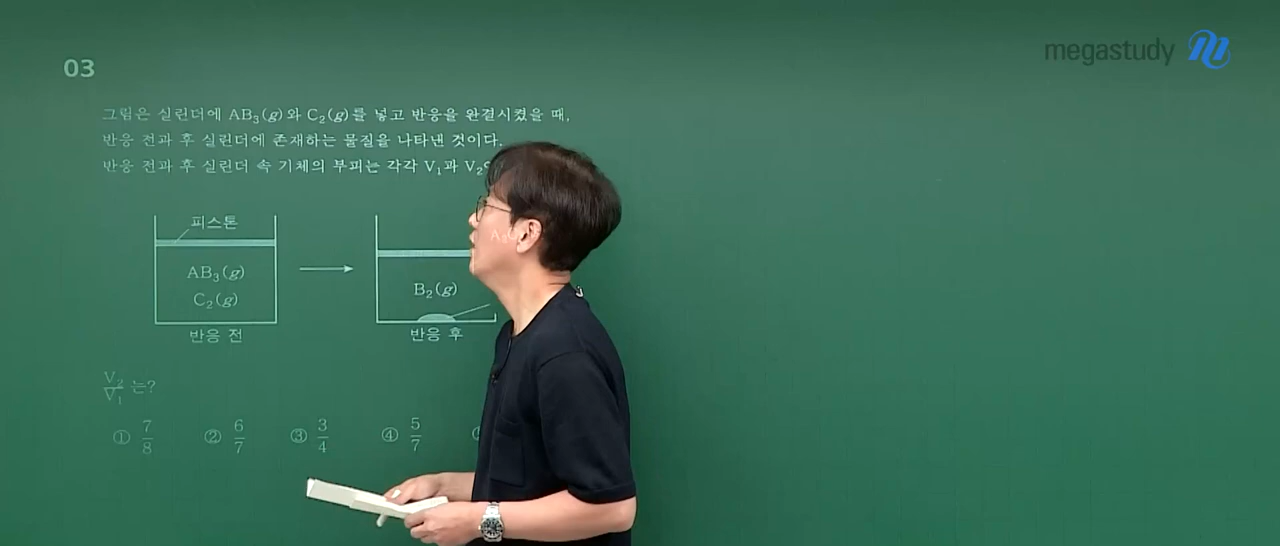 megastudy
03
그림은 실린더에 AB₃(g)와 C₂(g)를 넣고 반응을 완결시켰을 때,
반응 전과 후 실린더에 존재하는 물질을 나타낸 것이다.
반응 전과 후 실린더 속 기체의 부피는 각각 V₁과 V₂
피스톤
AB₃(g)
C₂(g)
반응 전
B₂(g)
반응 후
V₂/V₁ 는?
① 7/8 ② 6/7 ③ 3/4 ④ 5/7